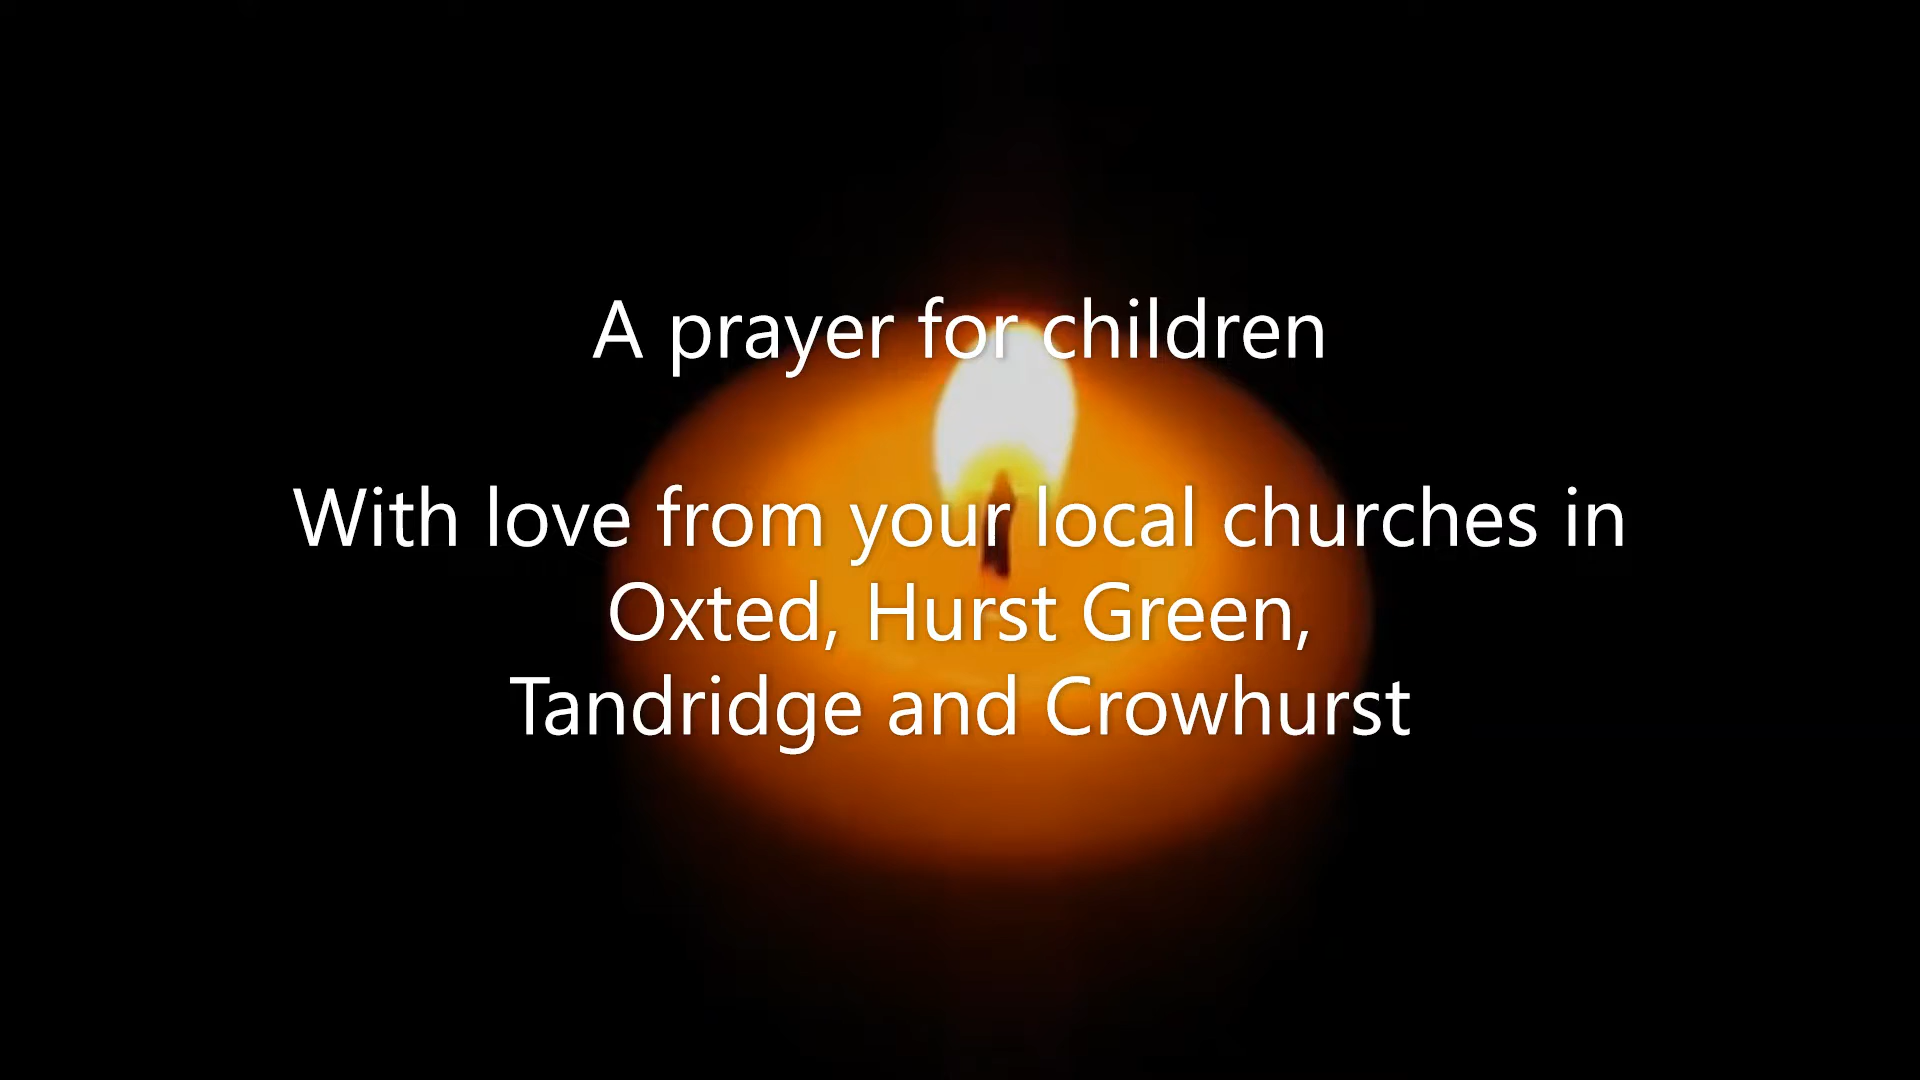 A prayer for children
With love from your local churches in
Oxted, Hurst Green,
Tandridge and Crowhurst